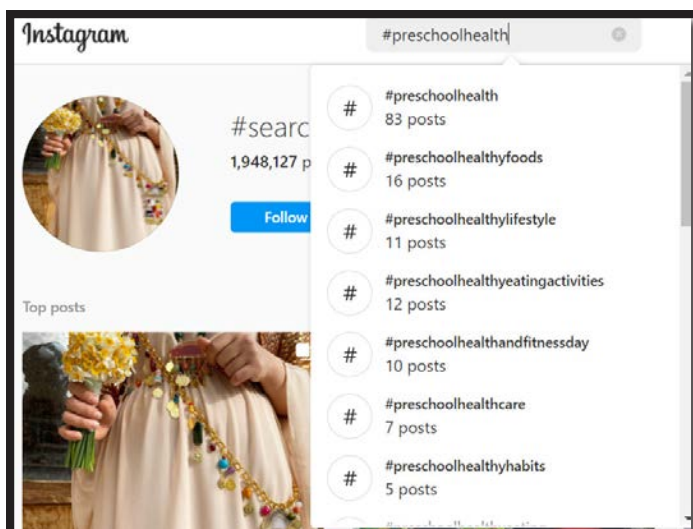 Instagram
#preschoolhealth
#searc
1,948,127 p
Follow
Top posts
#
#preschoolhealth
83 posts
#
#preschoolhealthyfoods
16 posts
#
#preschoolhealthylifestyle
11 posts
#
#preschoolhealthyeatingactivities
12 posts
#
#preschoolhealthandfitnessday
10 posts
#
#preschoolhealthcare
7 posts
#
#preschoolhealthyhabits
5 posts
#